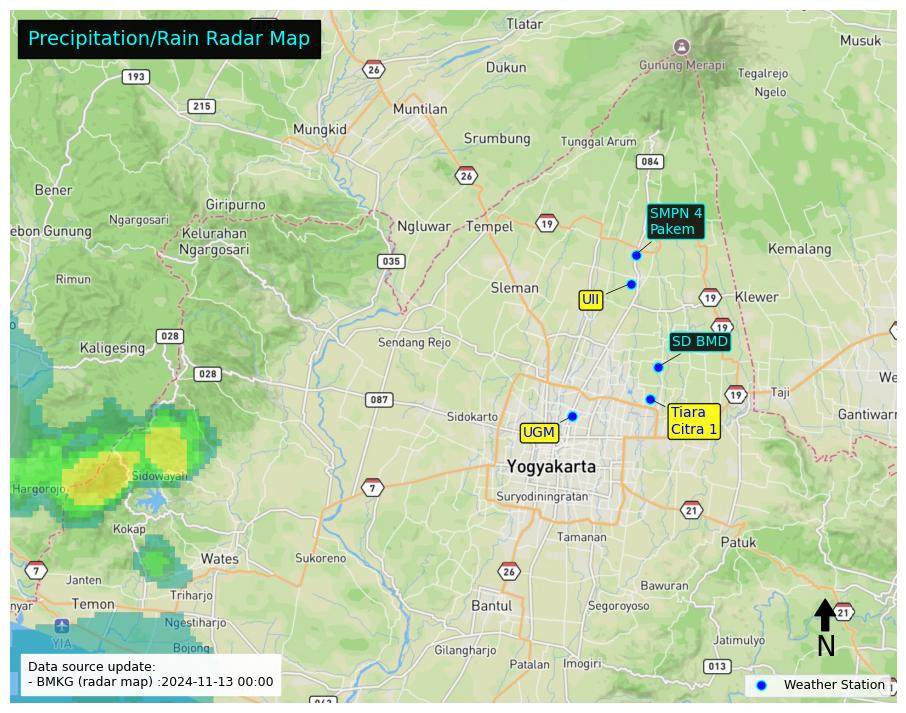 Precipitation/Rain Radar Map
Tlatar
Musuk
193
26
Dukun
Gunung Merapi
Tegalrejo
Ngelo
215
Muntilan
Mungkid
Srumbung
Tunggal Arum
084
26
Bener
Giripurno
Ngargosari
ebon Gunung
Kelurahan
Ngargosari
Ngluwar
Tempel
19
SMPN 4
Pakem
Kemalang
035
Rimun
Sleman
UII
19
Klewer
19
028
Kaligesing
Sendang Rejo
SD BMD
028
We
087
19
Taji
Sidokarto
UGM
Tiara
Citra 1
Gantiwarn
Yogyakarta
Sidowayah
Hargorojo
7
Suryodiningratan
21
Kokap
Tamanan
Patuk
7
Wates
Sukoreno
26
Janten
Triharjo
Bawuran
nyar
Temon
Bantul
Segoroyoso
21
Ngestiharjo
YIA
Bojong
Gilangharjo
Jatimulyo
N
Patalan
Imogiri
013
Data source update:
- BMKG (radar map) :2024-11-13 00:00
Weather Station